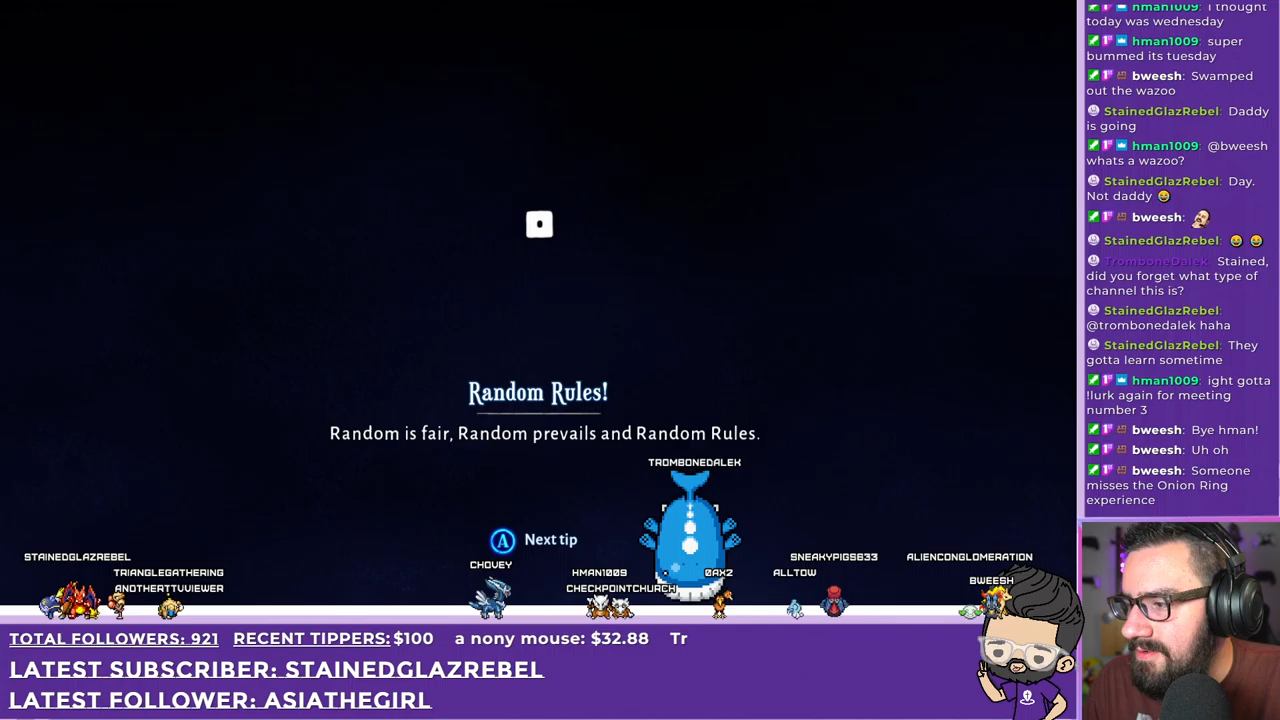 hman1009: i thought
today was wednesday
hman1009: super
bummed its tuesday
bweesh: Swamped
out the wazoo
StainedGlazRebel: Daddy
is going
hman1009: @bweesh
whats a wazoo?
StainedGlazRebel: Day.
Not daddy
bweesh:
StainedGlazRebel:
TromboneDalek: Stained,
did you forget what type of
channel this is?
StainedGlazRebel:
@trombonedalek haha
StainedGlazRebel: They
gotta learn sometime
hman1009: ight gotta
!lurk again for meeting
number 3
bweesh: Bye hman!
bweesh: Uh oh
bweesh: Someone
misses the Onion Ring
experience
Random Rules!
Random is fair, Random prevails and Random Rules.
A Next tip
TROMBONEDALEK
STAINEDGLAZREBEL
TRIANGLEGATHERING
ANOTHERTTVIEWER
CHOVEY
HMAN1009
CHECKPOINTCHURCH
0AXZ
SNEAKYPIGS633
ALLTOW
ALIENCONGLOMERATION
BWEESH
TOTAL FOLLOWERS: 921 RECENT TIPPERS: $100 a nony mouse: $32.88 Tr
LATEST SUBSCRIBER: STAINEDGLAZREBEL
LATEST FOLLOWER: ASIATHEGIRL